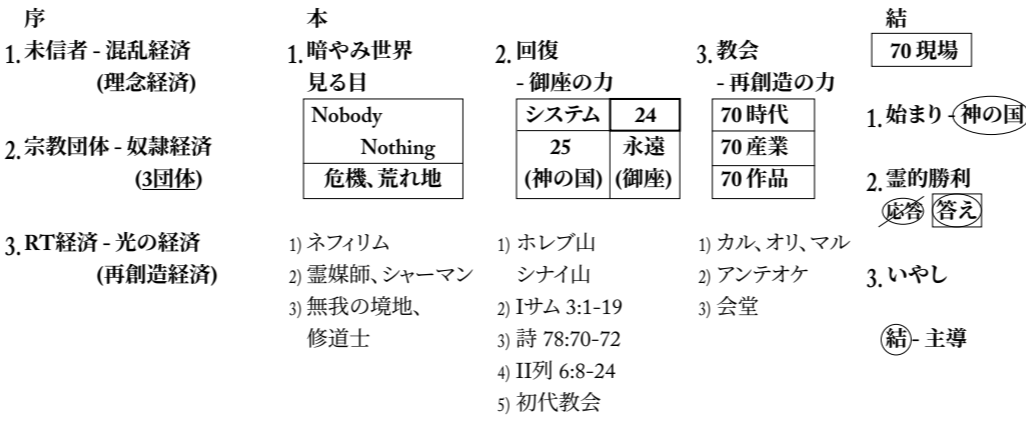 序
1. 未信者 - 混乱経済
(理念経済)
2. 宗教団体 - 奴隷経済
(3団体)
3. RT経済 - 光の経済
(再創造経済)
本
1. 暗やみ世界
見る目
Nobody
Nothing
危機、荒れ地
1) ネフィリム
2) 霊媒師、シャーマン
3) 無我の境地、
修道士
2. 回復
- 御座の力
システム 24
25 永遠
(神の国) (御座)
1) ホレブ山
シナイ山
2) Iサム 3:1-19
3) 詩 78:70-72
4) II列 6:8-24
5) 初代教会
3. 教会
- 再創造の力
70 時代
70 産業
70 作品
1) カル、オリ、マル
2) アンテオケ
3) 会堂
結
70 現場
1. 始まり - 神の国
2. 霊的勝利
応答 答え
3. いやし
結 - 主導